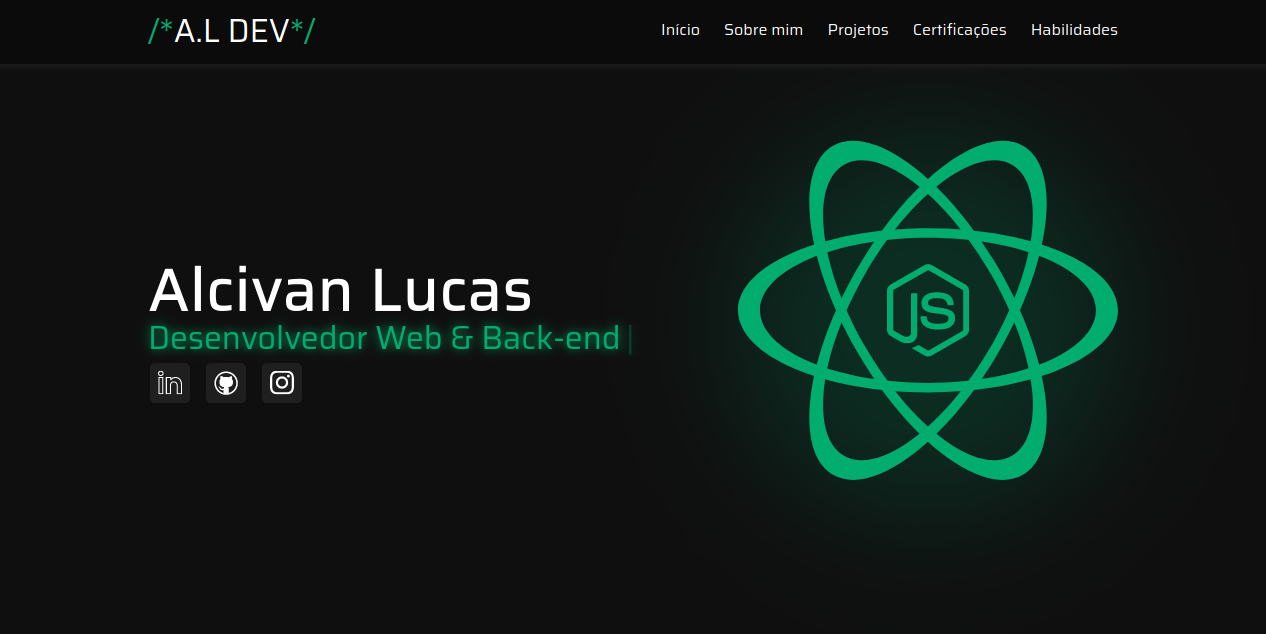 /*A.L DEV*/
Início Sobre mim Projetos Certificações Habilidades
Alcivan Lucas
Desenvolvedor Web & Back-end |
in
JS